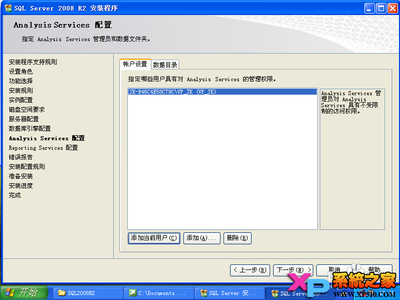 SQL Server 2008 R2 安装程序
Analysis Services 配置
指定 Analysis Services 管理员和数据文件夹。
安装程序支持规则
设置角色
功能选择
安装规则
实例配置
磁盘空间要求
服务器配置
数据库引擎配置
Analysis Services 配置
Reporting Services 配置
错误报告
安装配置规则
准备安装
安装进度
完成
帐户设置 数据目录
指定哪些用户具有对 Analysis Services 的管理权限。
Analysis Services 管理员对 Analysis Services 具有不受限制的访问权限。
添加当前用户(C) 添加(A)... 删除(R)
< 上一步(B) 下一步(N) > 取消 帮助
开始 SQL2008R2 C:\Documents ... SQL Server 安... SQL Server 2008
XP 系统之家